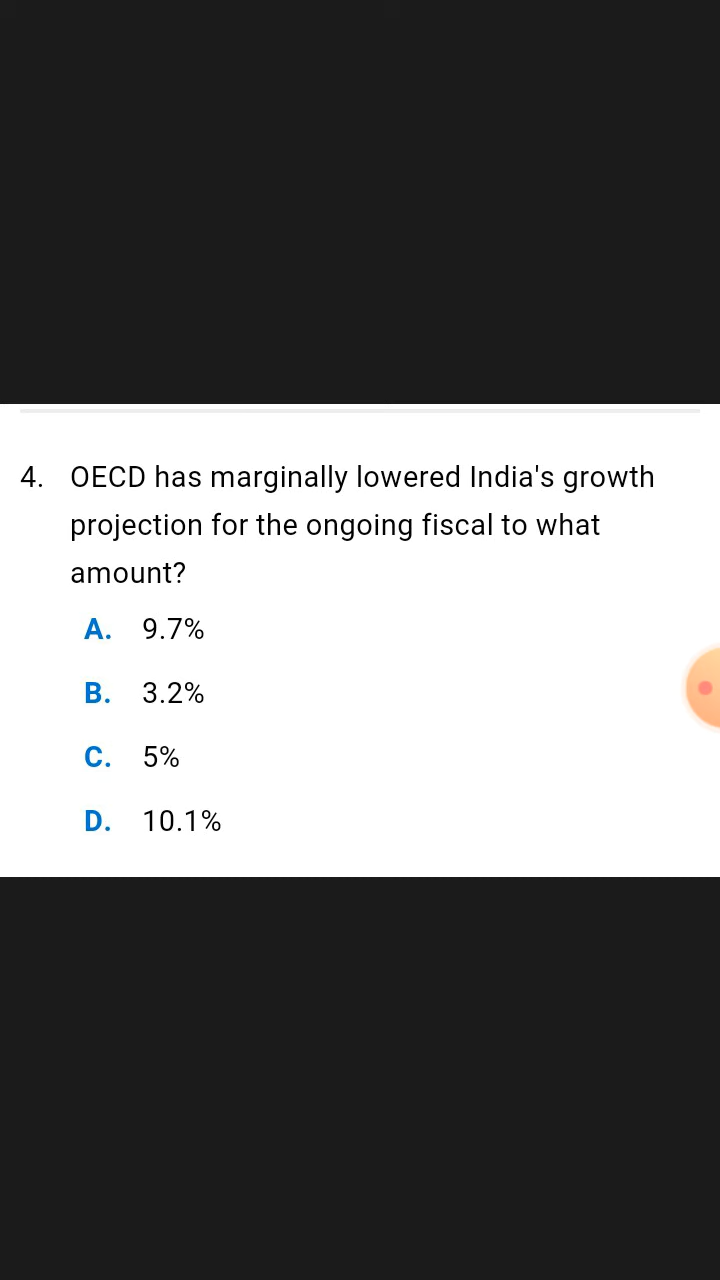 4. OECD has marginally lowered India's growth
projection for the ongoing fiscal to what
amount?
A. 9.7%
B. 3.2%
C. 5%
D. 10.1%